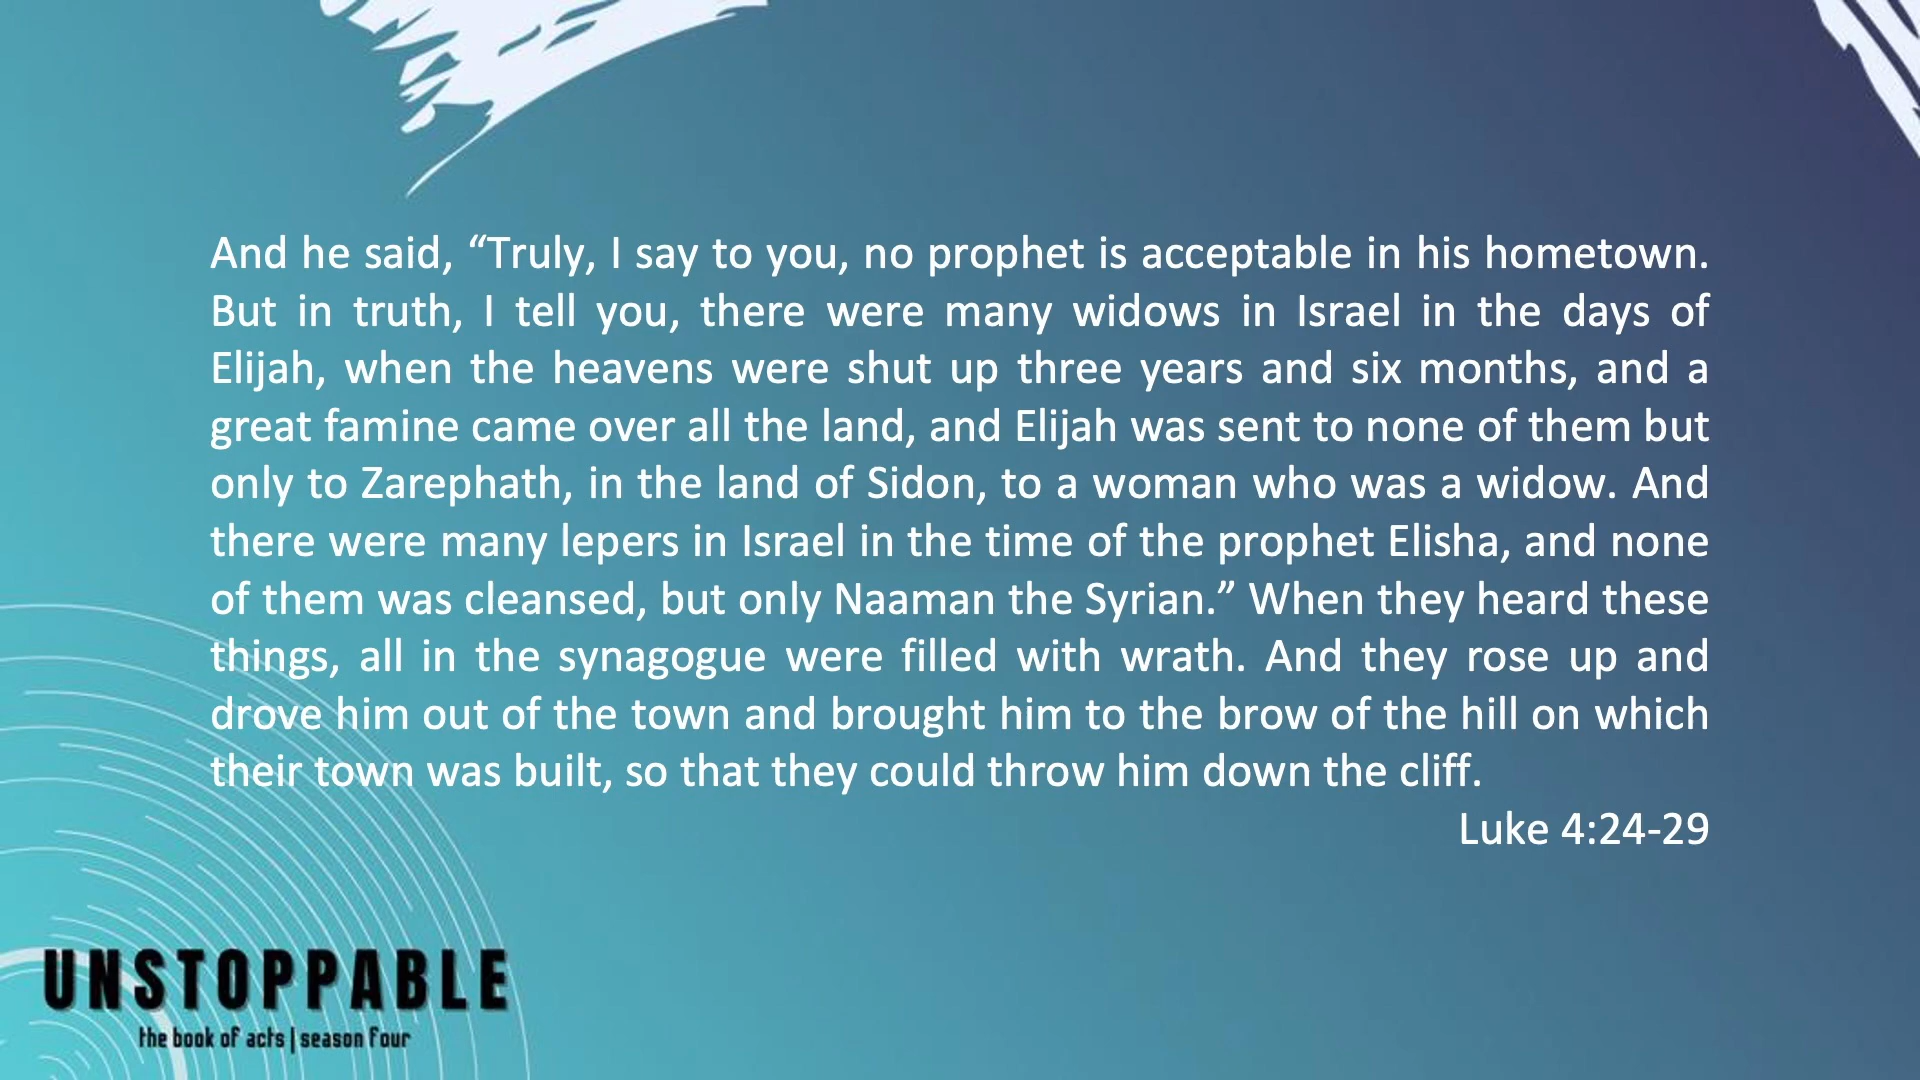 And he said, “Truly, I say to you, no prophet is acceptable in his hometown.
But in truth, I tell you, there were many widows in Israel in the days of
Elijah, when the heavens were shut up three years and six months, and a
great famine came over all the land, and Elijah was sent to none of them but
only to Zarephath, in the land of Sidon, to a woman who was a widow. And
there were many lepers in Israel in the time of the prophet Elisha, and none
of them was cleansed, but only Naaman the Syrian.” When they heard these
things, all in the synagogue were filled with wrath. And they rose up and
drove him out of the town and brought him to the brow of the hill on which
their town was built, so that they could throw him down the cliff.
Luke 4:24-29
UNSTOPPABLE
the book of acts | season four